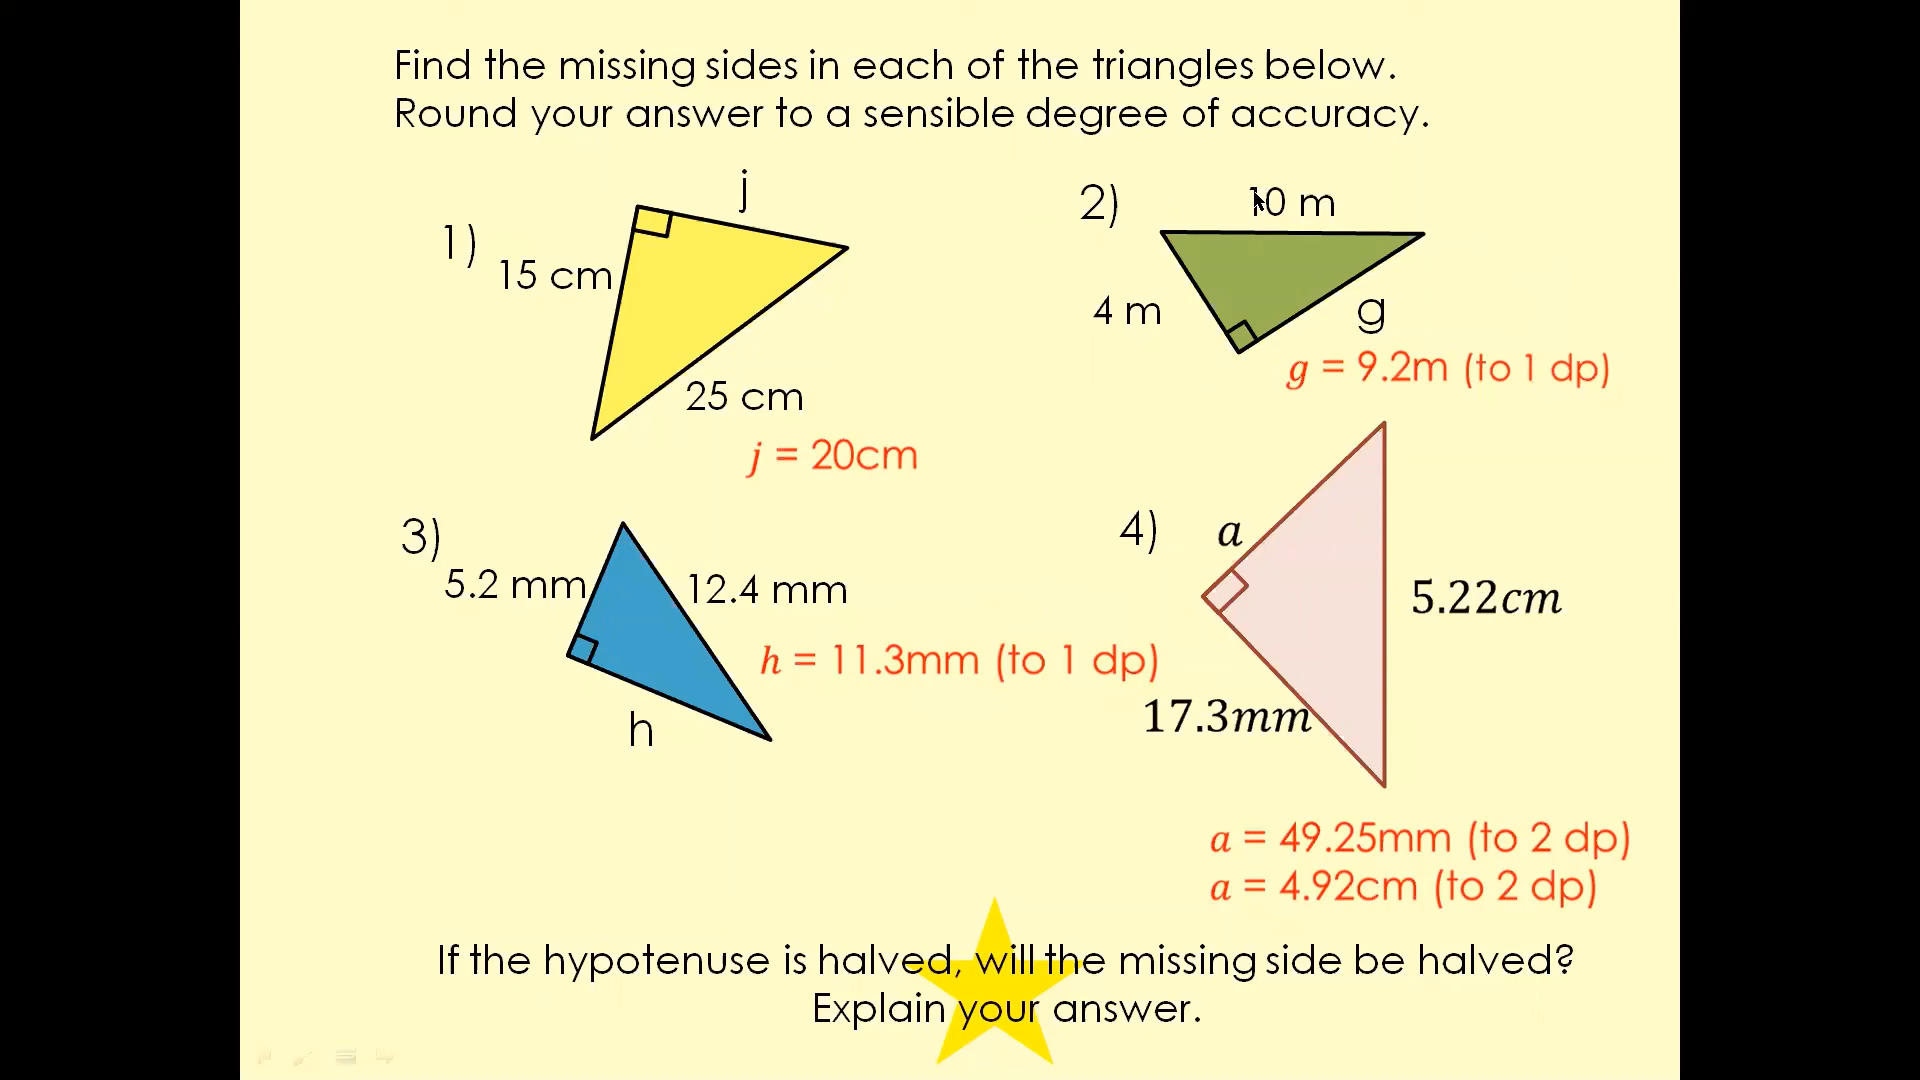 Find the missing sides in each of the triangles below.
Round your answer to a sensible degree of accuracy.
j
1)
15 cm
25 cm
j = 20cm
2)
10 m
4 m
g
g = 9.2m (to 1 dp)
3)
5.2 mm
12.4 mm
h = 11.3mm (to 1 dp)
h
4)
a
5.22cm
17.3mm
a = 49.25mm (to 2 dp)
a = 4.92cm (to 2 dp)
If the hypotenuse is halved, will the missing side be halved?
Explain your answer.